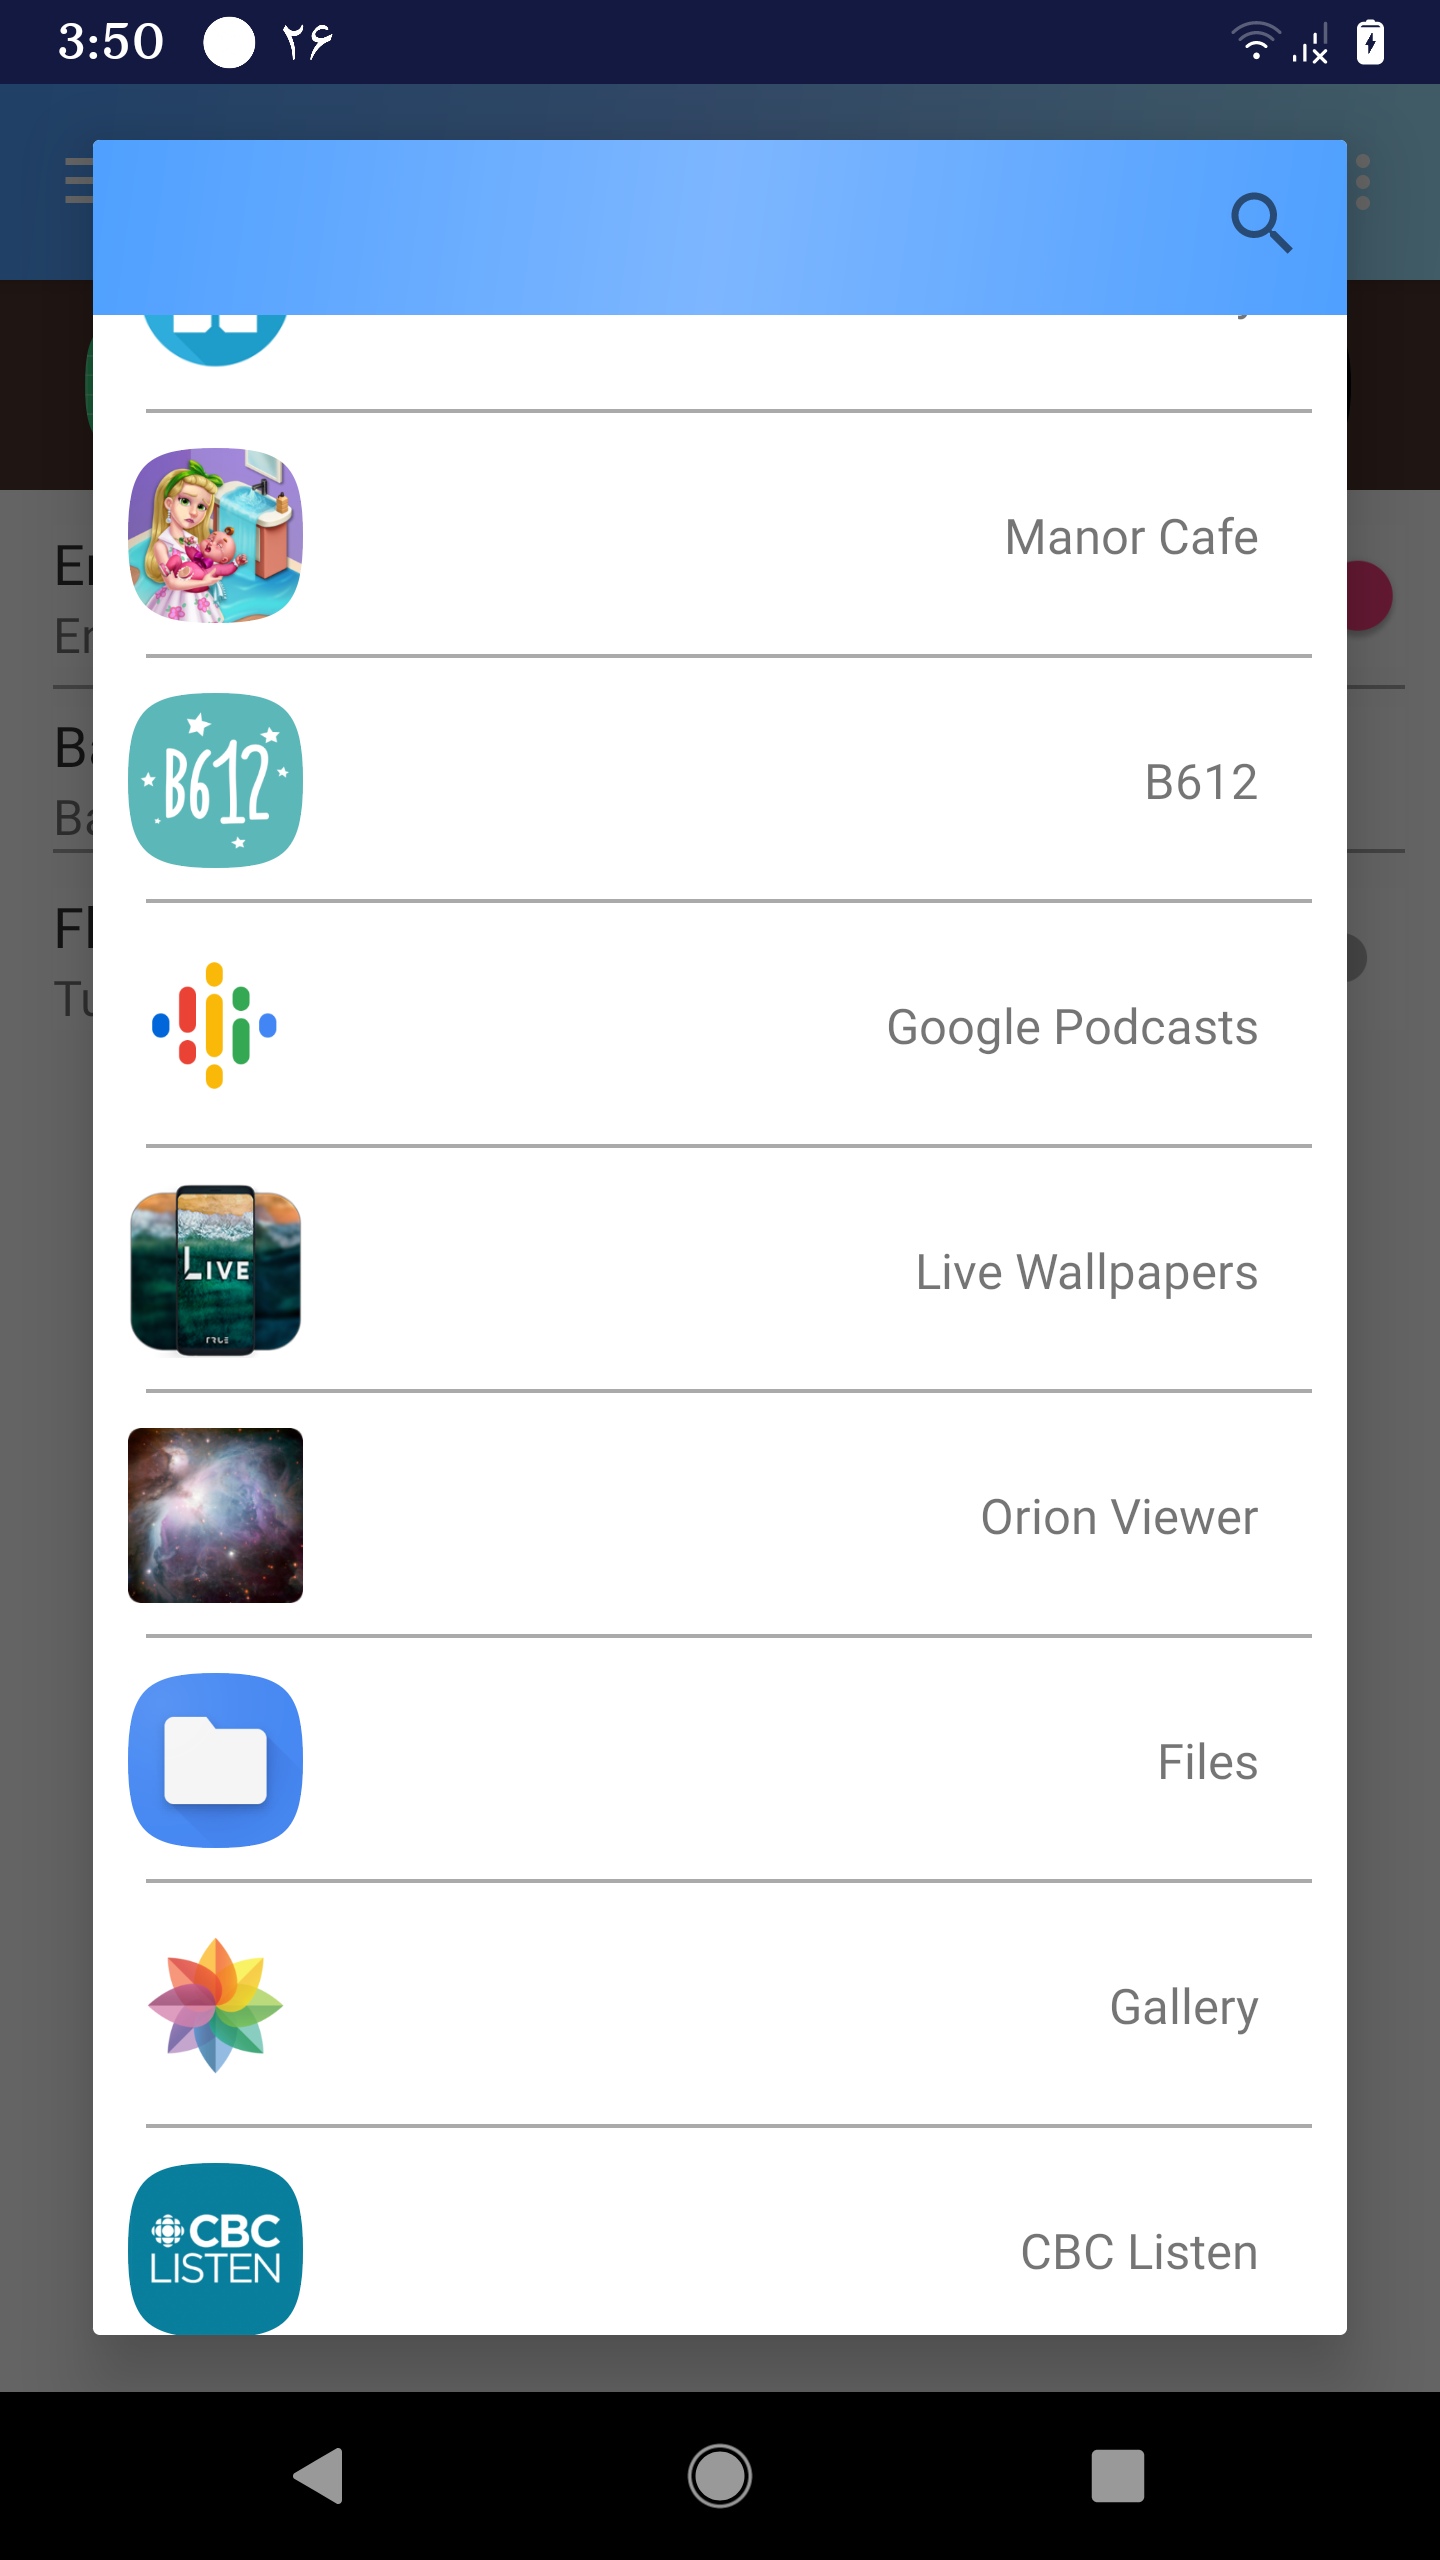 3:50 ۲۶
Manor Cafe
B612
B612
Google Podcasts
LIVE
Live Wallpapers
Orion Viewer
Files
Gallery
CBC
LISTEN
CBC Listen